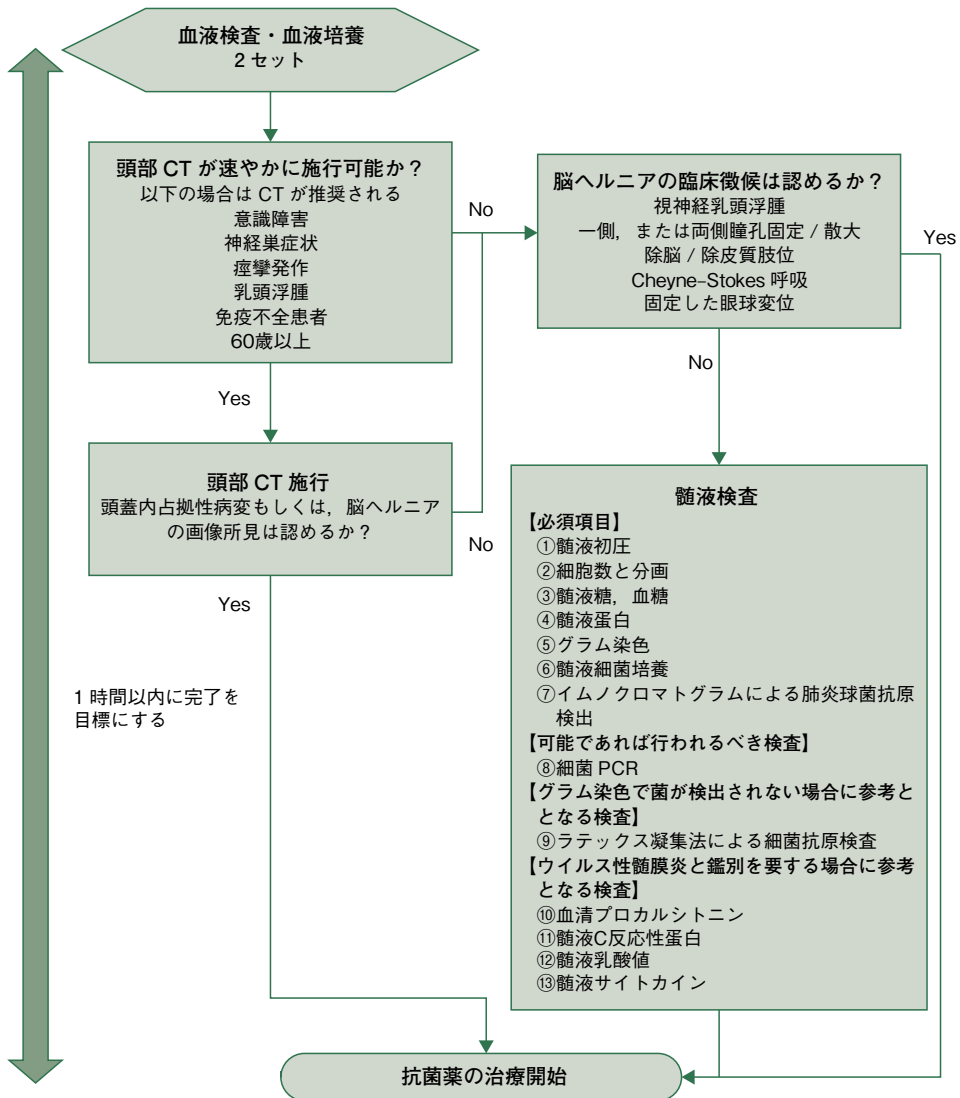 血液検査・血液培養
2 セット
頭部 CT が速やかに施行可能か？
以下の場合は CT が推奨される
意識障害
神経巣症状
痙攣発作
乳頭浮腫
免疫不全患者
60歳以上
No
脳ヘルニアの臨床徴候は認めるか？
視神経乳頭浮腫
一側，または両側瞳孔固定 / 散大
除脳 / 除皮質肢位
Cheyne-Stokes 呼吸
固定した眼球変位
Yes
Yes
No
頭部 CT 施行
頭蓋内占拠性病変もしくは，脳ヘルニア
の画像所見は認めるか？
No
Yes
髄液検査
【必須項目】
①髄液初圧
②細胞数と分画
③髄液糖，血糖
④髄液蛋白
⑤グラム染色
⑥髄液細菌培養
⑦イムノクロマトグラムによる肺炎球菌抗原
検出
【可能であれば行われるべき検査】
⑧細菌 PCR
【グラム染色で菌が検出されない場合に参考と
となる検査】
⑨ラテックス凝集法による細菌抗原検査
【ウイルス性髄膜炎と鑑別を要する場合に参考
となる検査】
⑩血清プロカルシトニン
⑪髄液C反応性蛋白
⑫髄液乳酸値
⑬髄液サイトカイン
1 時間以内に完了を
目標にする
抗菌薬の治療開始